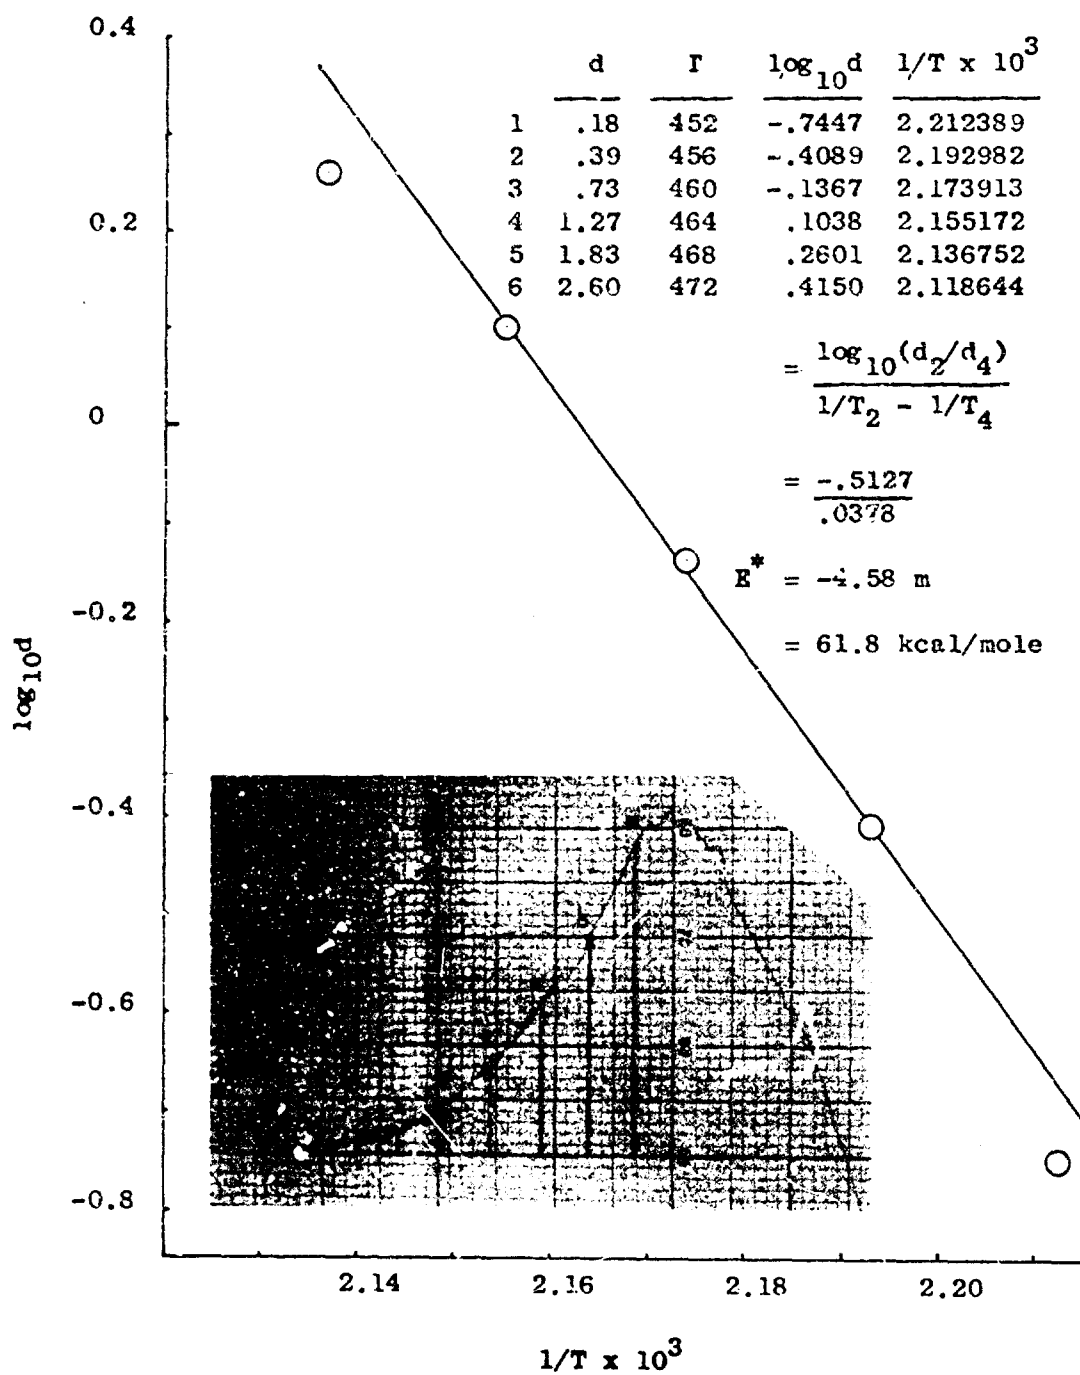 d T log10d 1/T x 10³
1 .18 452 -.7447 2.212389
2 .39 456 -.4089 2.192982
3 .73 460 -.1367 2.173913
4 1.27 464 .1038 2.155172
5 1.83 468 .2601 2.136752
6 2.60 472 .4150 2.118644
= log10(d2/d4)
1/T2 - 1/T4
= -.5127
.0378
E* = -4.58 m
= 61.8 kcal/mole
0.4
0.2
0
-0.2
-0.4
-0.6
-0.8
log10d
2.14 2.16 2.18 2.20
1/T x 10³